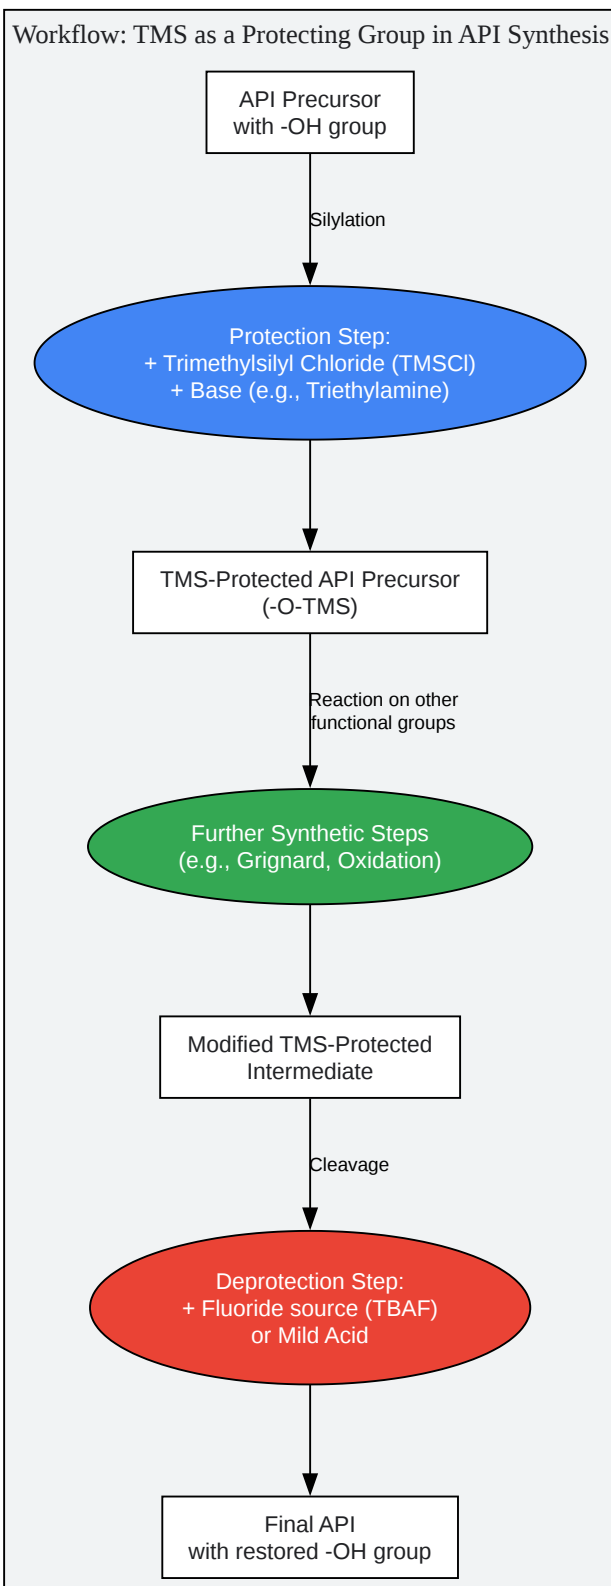 Workflow: TMS as a Protecting Group in API Synthesis
API Precursor
with -OH group
Silylation
Protection Step:
+ Trimethylsilyl Chloride (TMSCl)
+ Base (e.g., Triethylamine)
TMS-Protected API Precursor
(-O-TMS)
Reaction on other
functional groups
Further Synthetic Steps
(e.g., Grignard, Oxidation)
Modified TMS-Protected
Intermediate
Cleavage
Deprotection Step:
+ Fluoride source (TBAF)
or Mild Acid
Final API
with restored -OH group